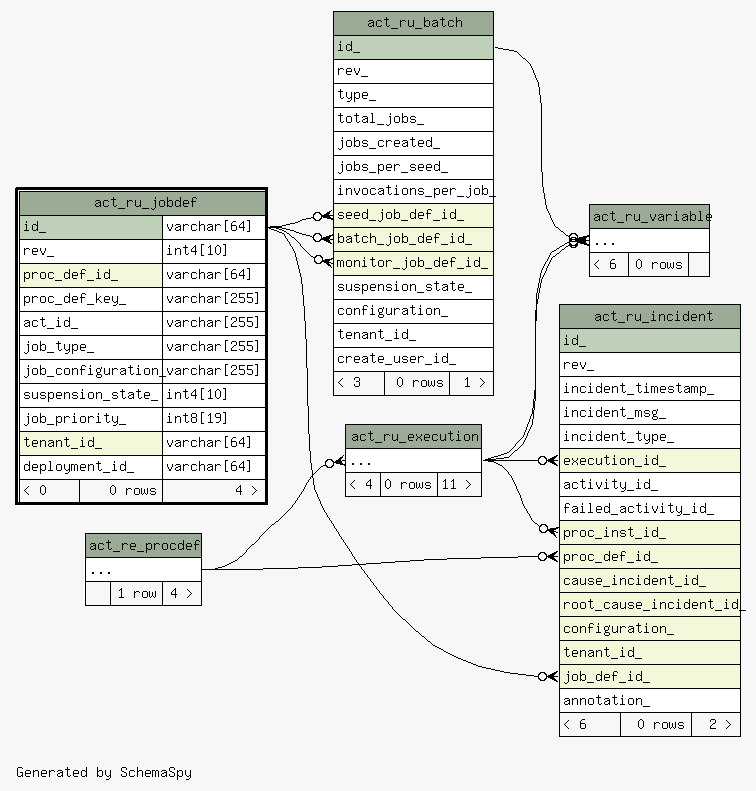 act_ru_batch
id_
rev_
type_
total_jobs_
jobs_created_
jobs_per_seed_
invocations_per_job_
seed_job_def_id_
batch_job_def_id_
monitor_job_def_id_
suspension_state_
configuration_
tenant_id_
create_user_id_
< 3 0 rows 1 >
act_ru_jobdef
id_ varchar[64]
rev_ int4[10]
proc_def_id_ varchar[64]
proc_def_key_ varchar[255]
act_id_ varchar[255]
job_type_ varchar[255]
job_configuration_ varchar[255]
suspension_state_ int4[10]
job_priority_ int8[19]
tenant_id_ varchar[64]
deployment_id_ varchar[64]
< 0 0 rows 4 >
act_ru_variable
...
< 6 0 rows
act_ru_incident
id_
rev_
incident_timestamp_
incident_msg_
incident_type_
execution_id_
activity_id_
failed_activity_id_
proc_inst_id_
proc_def_id_
cause_incident_id_
root_cause_incident_id_
configuration_
tenant_id_
job_def_id_
annotation_
< 6 0 rows 2 >
act_ru_execution
...
< 4 0 rows 11 >
act_re_procdef
...
1 row 4 >
Generated by SchemaSpy